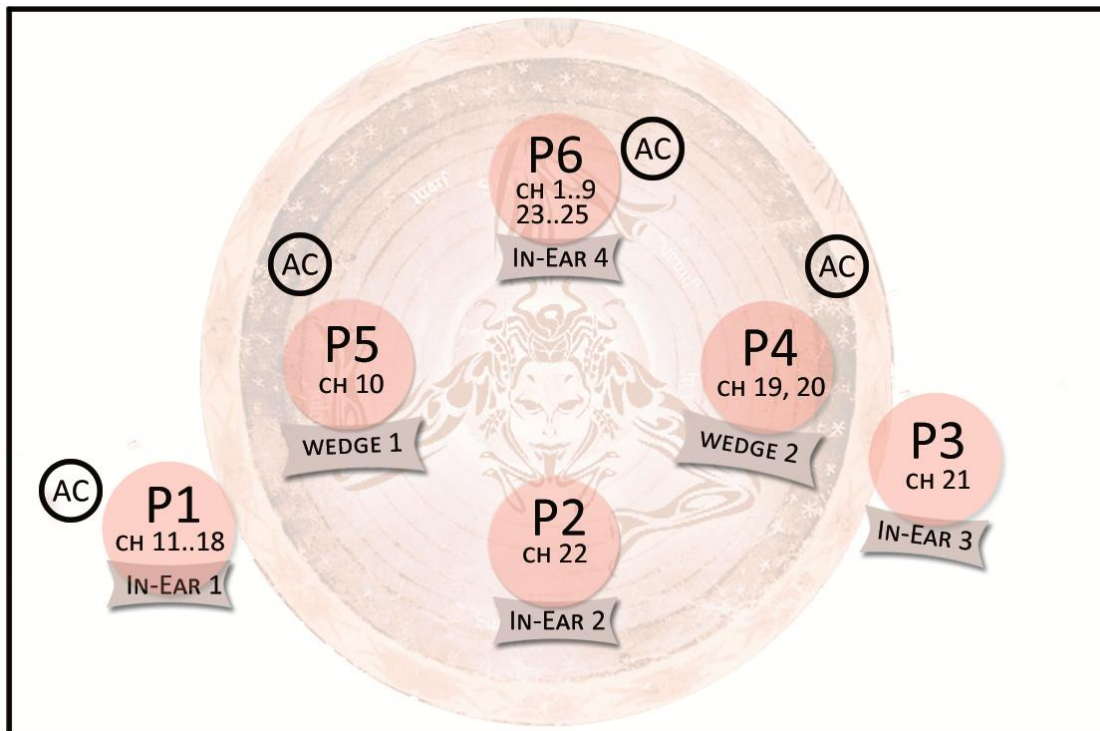 P6
CH 1..9
23..25
IN-EAR 4
AC
AC
P5
CH 10
WEDGE 1
AC
P4
CH 19, 20
WEDGE 2
P3
CH 21
IN-EAR 3
AC
P1
CH 11..18
IN-EAR 1
P2
CH 22
IN-EAR 2